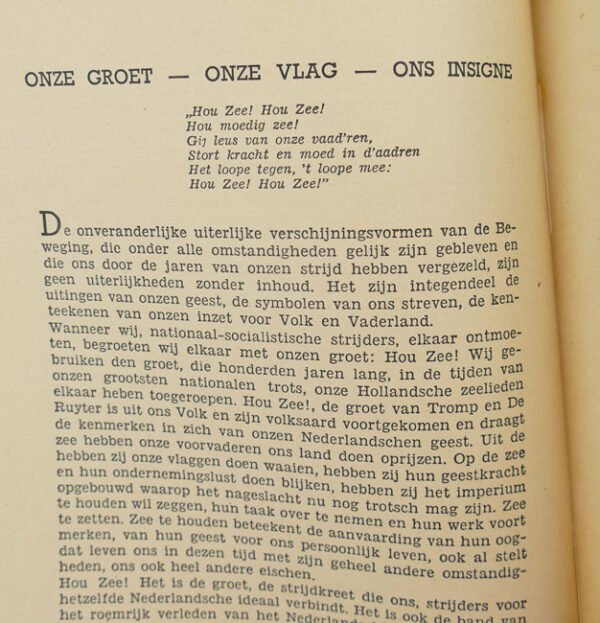 ONZE GROET — ONZE VLAG — ONS INSIGNE
„Hou Zee! Hou Zee!
Hou moedig zee!
Gij leus van onze vaad'ren,
Stort kracht en moed in d'aadren
Het loope tegen, 't loope mee:
Hou Zee! Hou Zee!"
De onveranderlijke uiterlijke verschijningsvormen van de Be-
weging, die onder alle omstandigheden gelijk zijn gebleven en
die ons door de jaren van onzen strijd hebben vergezeld, zijn
geen uiterlijkheden zonder inhoud. Het zijn integendeel de
uitingen van onzen geest, de symbolen van ons streven, de ken-
teekenen van onzen inzet voor Volk en Vaderland.
Wanneer wij, nationaal-socialistische strijders, elkaar ontmoe-
ten, begroeten wij elkaar met onzen groet: Hou Zee! Wij ge-
bruiken den groet, die honderden jaren lang, in de tijden van
onzen grootsten nationalen trots, onze Hollandsche zeelieden
elkaar heben toegeroepen. Hou Zee!, de groet van Tromp en De
Ruyter is uit ons Volk en zijn volksaard voortgekomen en draagt
de kenmerken in zich van onzen Nederlandschen geest. Uit de
zee hebben onze voorvaderen ons land doen oprijzen. Op de zee
hebben zij onze vlaggen doen waaien, hebben zij hun geestkracht
en hun ondernemingslust doen blijken, hebben zij het imperium
opgebouwd waarop het nageslacht nu nog trotsch mag zijn. Zee
te houden wil zeggen, hun taak over te nemen en hun werk voort
te zetten. Zee te houden beteekent de aanvaarding van hun oog-
merken, van hun geest voor ons persoonlijk leven, ook al stelt
dat leven ons in dezen tijd met zijn geheel andere omstandig-
heden, ons ook heel andere eischen.
Hou Zee! Het is de groet, de strijdkreet die ons, strijders voor
hetzelfde Nederlandsche ideaal verbindt. Het is ook de band van
het roemrijk verleden van het Nederland